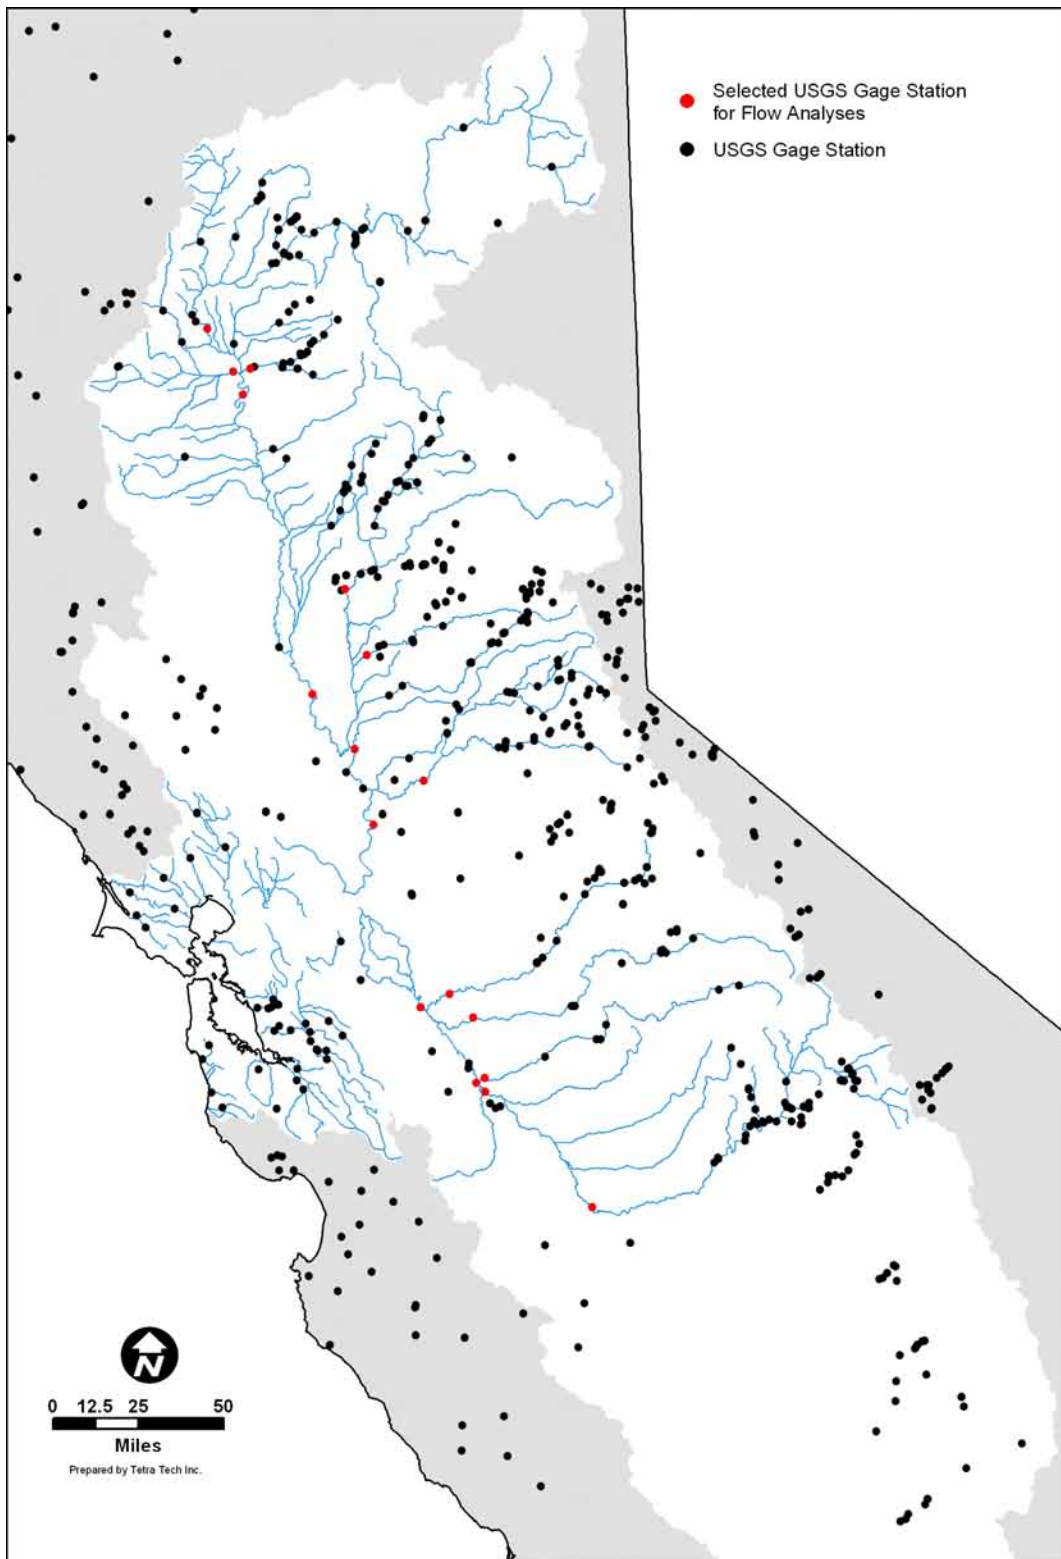 Selected USGS Gage Station
for Flow Analyses
USGS Gage Station
N
0 12.5 25 50
Miles
Prepared by Tetra Tech Inc.